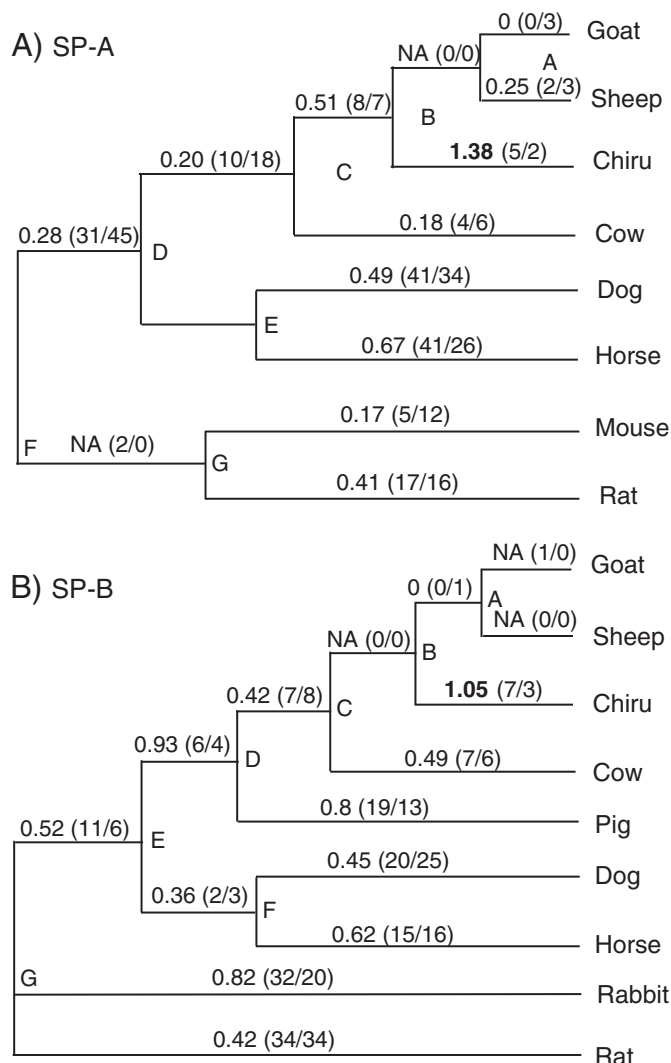 A) SP-A
0 (0/3)
Goat
NA (0/0)
A
0.25 (2/3)
Sheep
0.51 (8/7)
B
1.38 (5/2)
Chiru
0.20 (10/18)
C
0.18 (4/6)
Cow
0.28 (31/45)
D
0.49 (41/34)
Dog
E
0.67 (41/26)
Horse
0.17 (5/12)
Mouse
F
NA (2/0)
G
0.41 (17/16)
Rat
B) SP-B
NA (1/0)
Goat
0 (0/1)
A
NA (0/0)
Sheep
NA (0/0)
B
1.05 (7/3)
Chiru
0.42 (7/8)
C
0.49 (7/6)
Cow
0.93 (6/4)
D
0.8 (19/13)
Pig
0.52 (11/6)
E
0.45 (20/25)
Dog
0.36 (2/3)
F
0.62 (15/16)
Horse
G
0.82 (32/20)
Rabbit
0.42 (34/34)
Rat